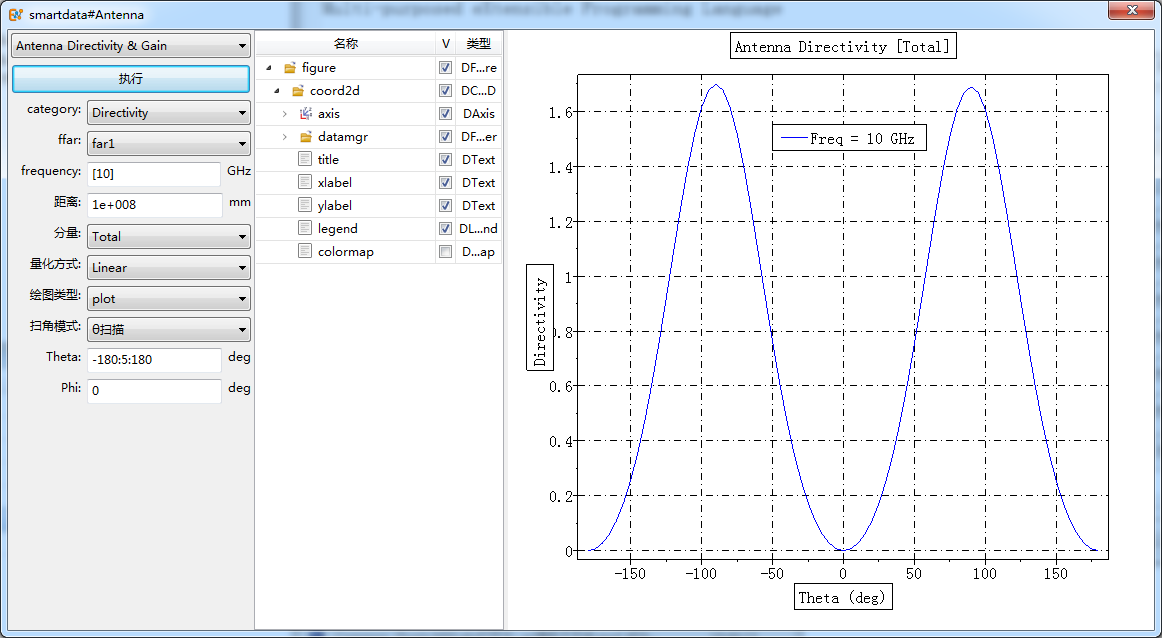 Multi-purposed eXtensible Programming Language
smartdata#Antenna
Antenna Directivity & Gain
执行
category: Directivity
ffar: far1
frequency: [10] GHz
距离: 1e+008 mm
分量: Total
量化方式: Linear
绘图类型: plot
扫角模式: θ扫描
Theta: -180:5:180 deg
Phi: 0 deg
名称 V 类型
figure DF...re
coord2d DC...D
axis DAxis
datamgr DF...er
title DText
xlabel DText
ylabel DText
legend DL...nd
colormap D...ap
Antenna Directivity [Total]
Freq = 10 GHz
Directivity
1.6
1.4
1.2
1
0.8
0.6
0.4
0.2
0
-150 -100 -50 0 50 100 150
Theta (deg)